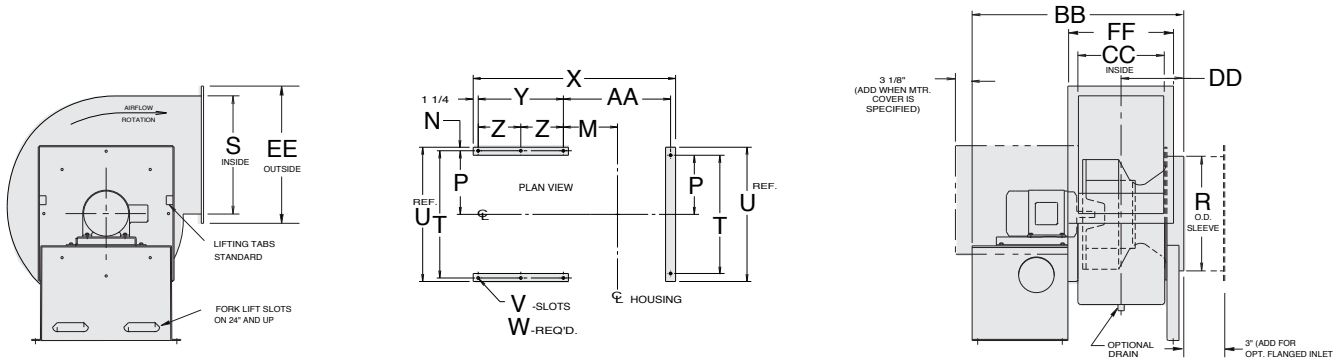 AIRFLOW
ROTATION
S
INSIDE
EE
OUTSIDE
LIFTING TABS
STANDARD
FORK LIFT SLOTS
ON 24" AND UP
X
1 1/4
Y
AA
N
Z
Z
M
P
PLAN VIEW
P
REF.
U
T
T
U
REF.
CL
CL HOUSING
V -SLOTS
W-REQ'D.
BB
FF
CC
INSIDE
DD
3 1/8"
(ADD WHEN MTR.
COVER IS
SPECIFIED)
R
O.D.
SLEEVE
OPTIONAL
DRAIN
3" (ADD FOR
OPT. FLANGED INLET